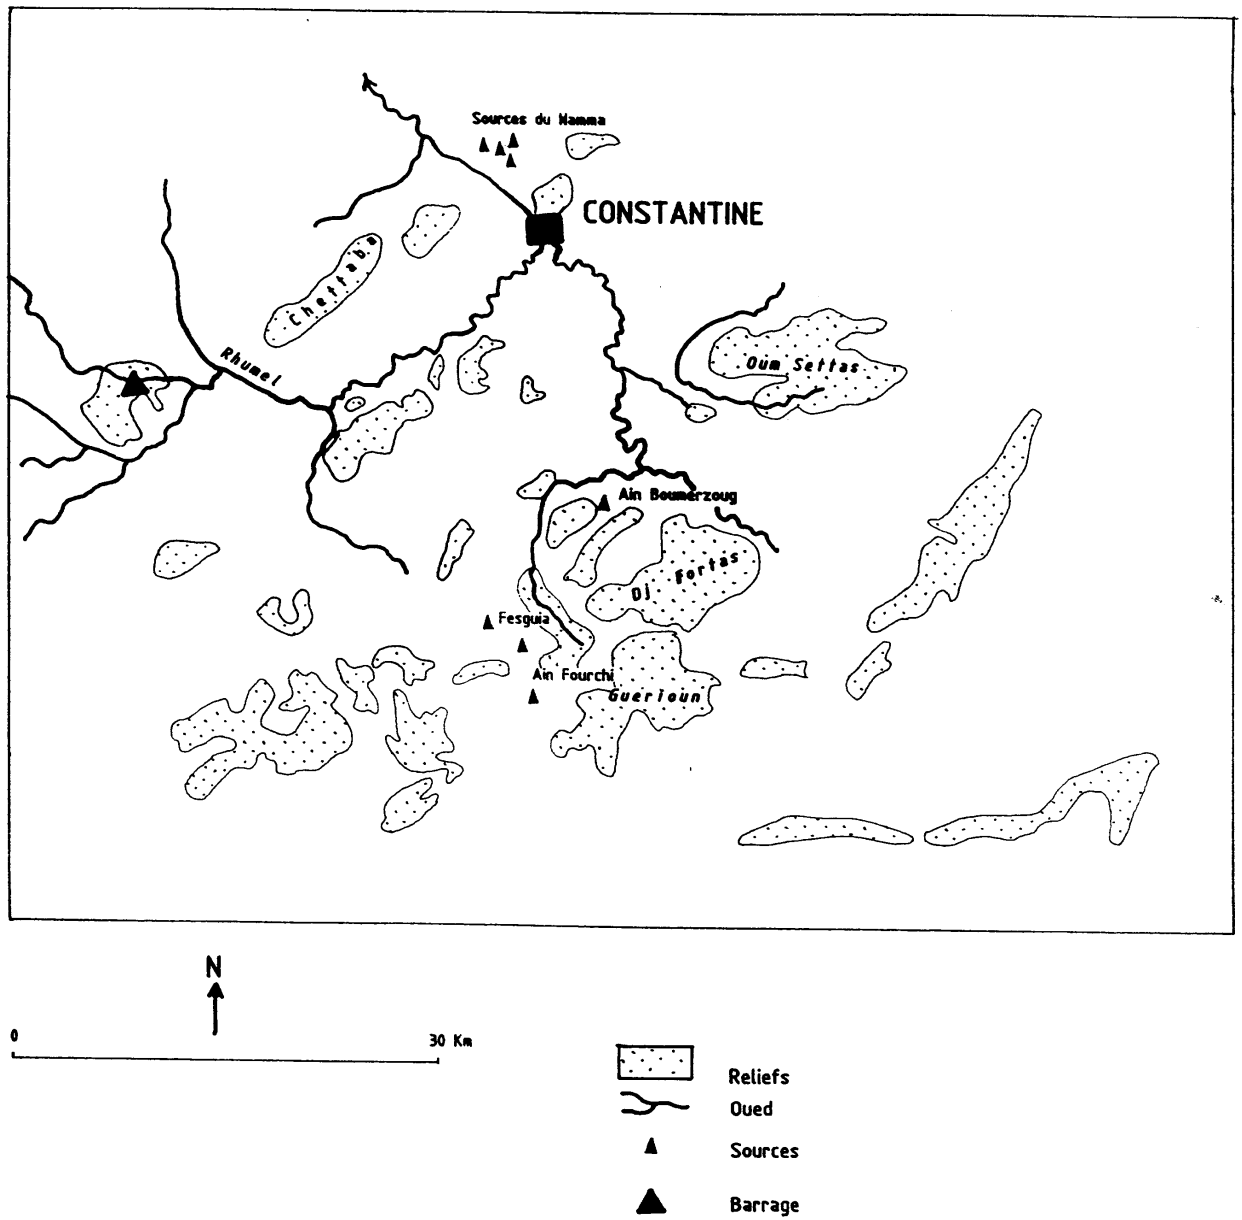 Sources du Hamma
CONSTANTINE
Chettaba
Rhumel
Oum Settas
Ain Boumerzoug
Dj Fortas
Fesguia
Ain Fourchi
Guerioun
N
0
30 Km
Reliefs
Oued
Sources
Barrage